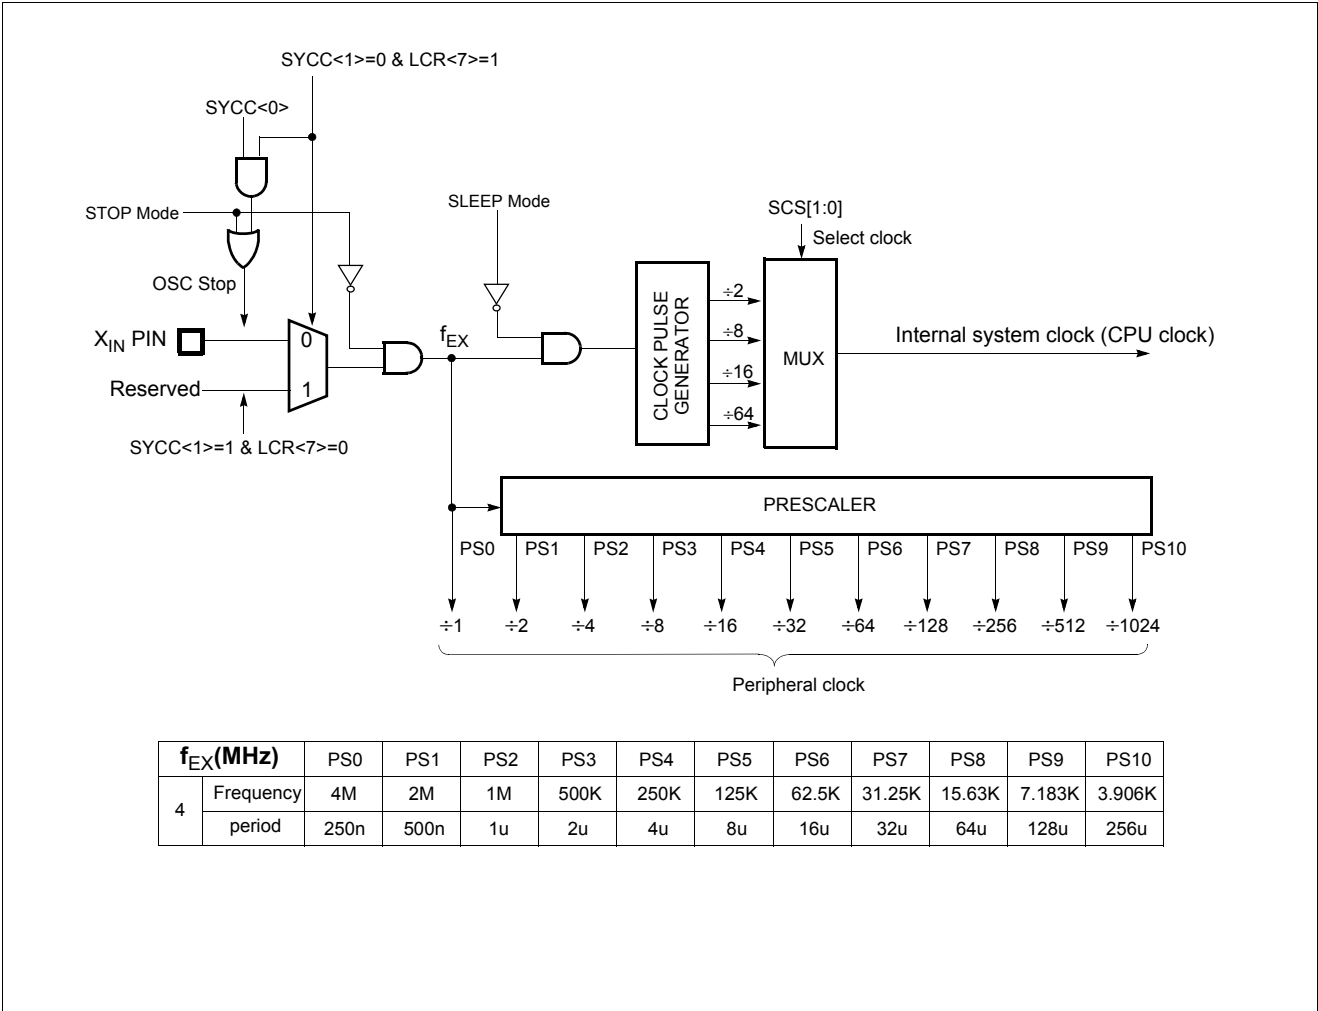 SYCC<1>=0 & LCR<7>=1
SYCC<0>
STOP Mode
SLEEP Mode
SCS[1:0]
Select clock
OSC Stop
XIN PIN
Reserved
0
1
SYCC<1>=1 & LCR<7>=0
fEX
CLOCK PULSE
GENERATOR
÷2
÷8
÷16
÷64
MUX
Internal system clock (CPU clock)
PRESCALER
PS0 PS1 PS2 PS3 PS4 PS5 PS6 PS7 PS8 PS9 PS10
÷1 ÷2 ÷4 ÷8 ÷16 ÷32 ÷64 ÷128 ÷256 ÷512 ÷1024
Peripheral clock
fEX(MHz) PS0 PS1 PS2 PS3 PS4 PS5 PS6 PS7 PS8 PS9 PS10
4 Frequency 4M 2M 1M 500K 250K 125K 62.5K 31.25K 15.63K 7.183K 3.906K
period 250n 500n 1u 2u 4u 8u 16u 32u 64u 128u 256u